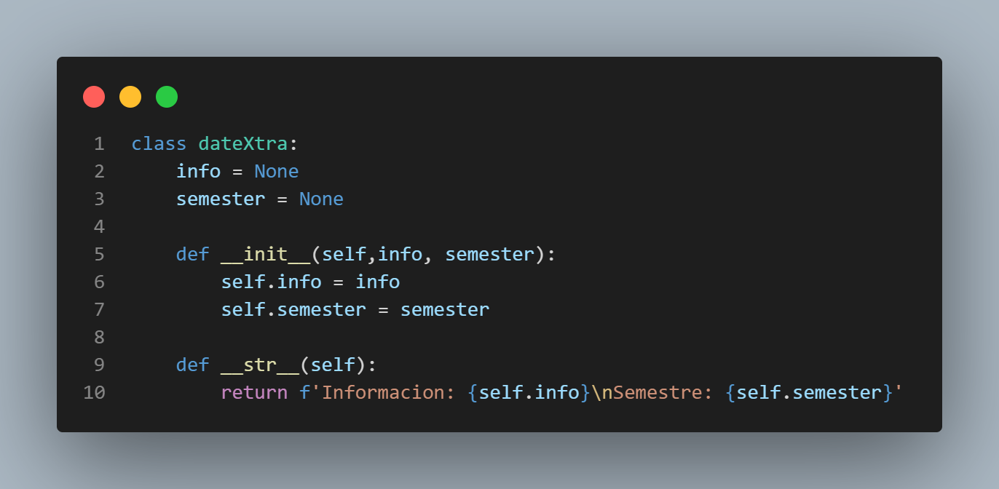 1 class dateXtra:
2     info = None
3     semester = None
4
5     def __init__(self,info, semester):
6         self.info = info
7         self.semester = semester
8
9     def __str__(self):
10         return f'Informacion: {self.info}\nSemestre: {self.semester}'